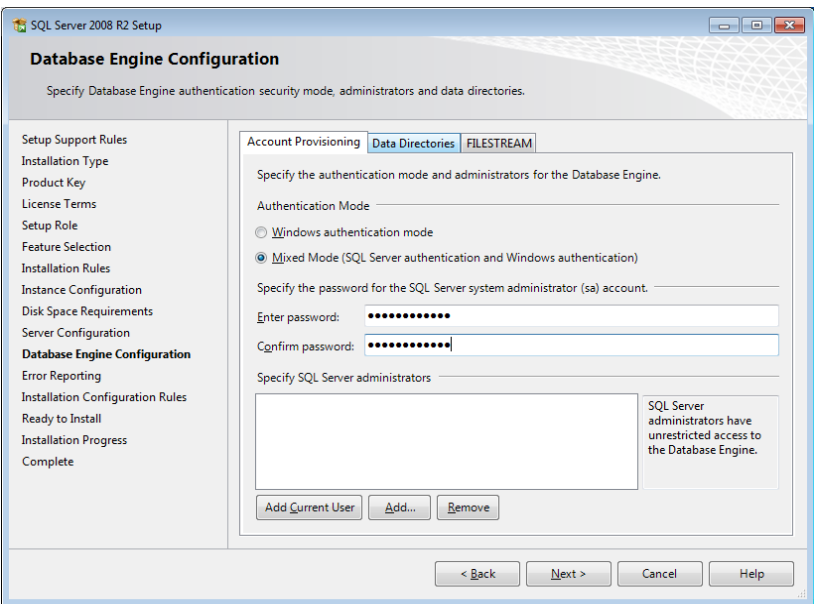 SQL Server 2008 R2 Setup
Database Engine Configuration
Specify Database Engine authentication security mode, administrators and data directories.
Setup Support Rules
Installation Type
Product Key
License Terms
Setup Role
Feature Selection
Installation Rules
Instance Configuration
Disk Space Requirements
Server Configuration
Database Engine Configuration
Error Reporting
Installation Configuration Rules
Ready to Install
Installation Progress
Complete
Account Provisioning Data Directories FILESTREAM
Specify the authentication mode and administrators for the Database Engine.
Authentication Mode
Windows authentication mode
Mixed Mode (SQL Server authentication and Windows authentication)
Specify the password for the SQL Server system administrator (sa) account.
Enter password: ●●●●●●●●●●●●
Confirm password: ●●●●●●●●●●●●
Specify SQL Server administrators
SQL Server
administrators have
unrestricted access to
the Database Engine.
Add Current User Add... Remove
< Back Next > Cancel Help